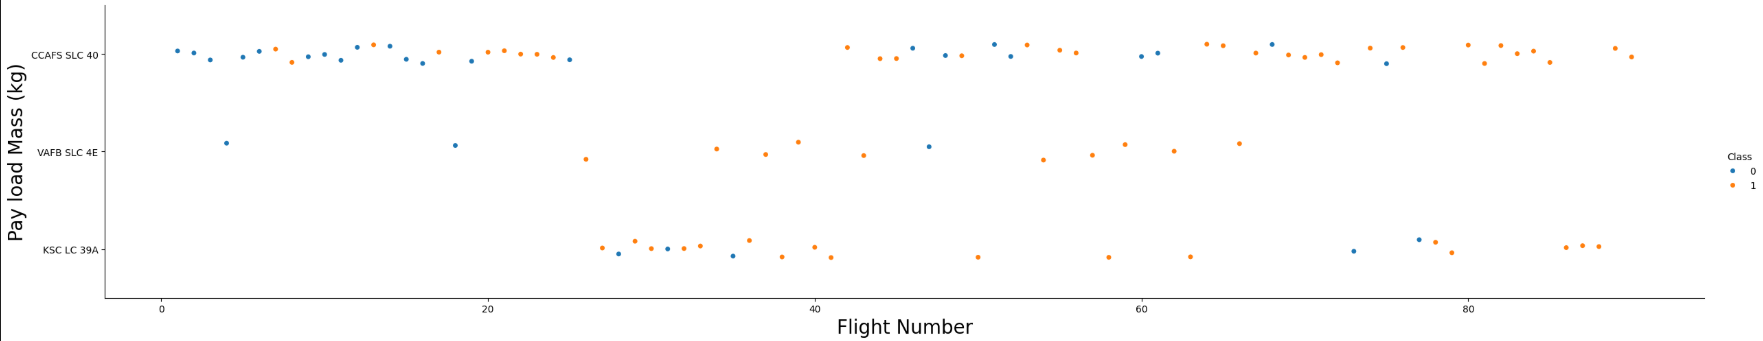 Pay load Mass (kg)
CCAFS SLC 40
VAFB SLC 4E
KSC LC 39A
0
20
40
60
80
Flight Number
Class
0
1